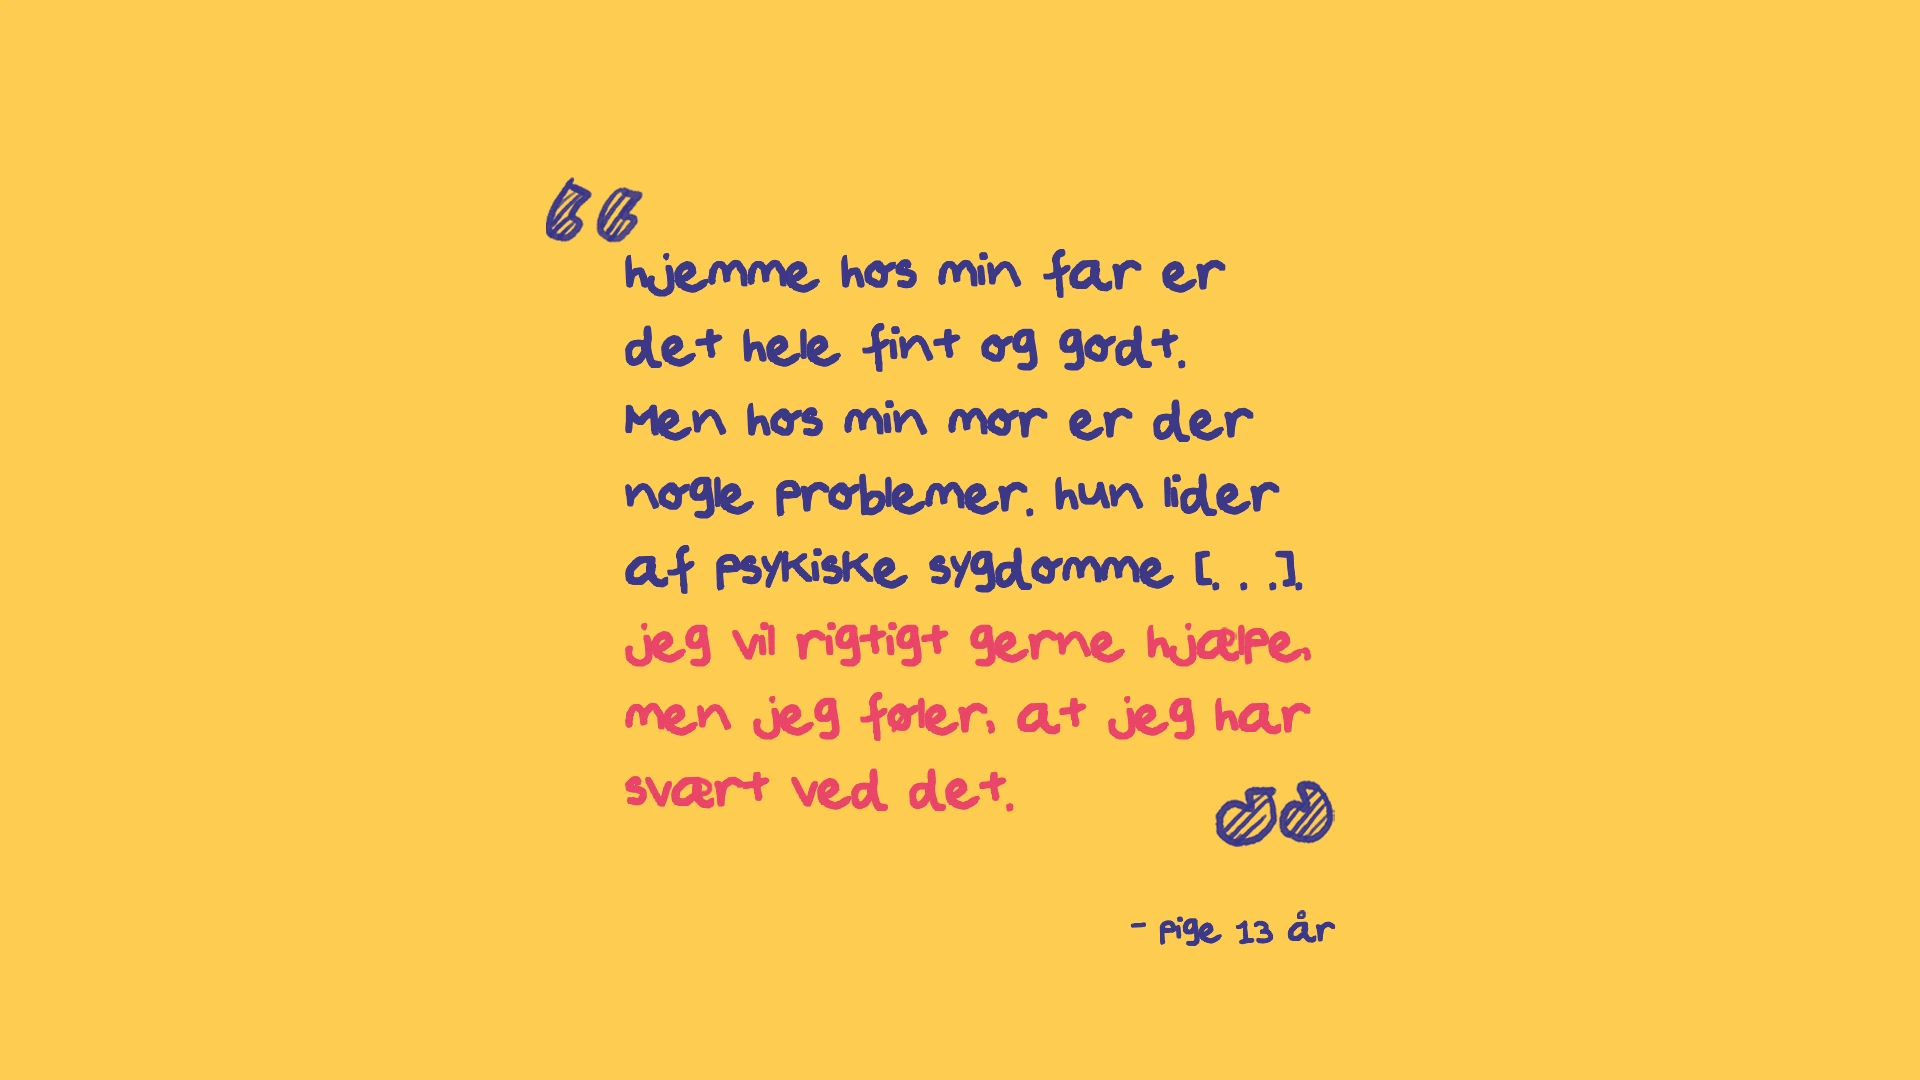 “
hjemme hos min far er
det hele fint og godt.
Men hos min mor er der
nogle problemer. hun lider
af psykiske sygdomme [...].
jeg vil rigtigt gerne hjælpe,
men jeg føler, at jeg har
svært ved det.
”
- pige 13 år